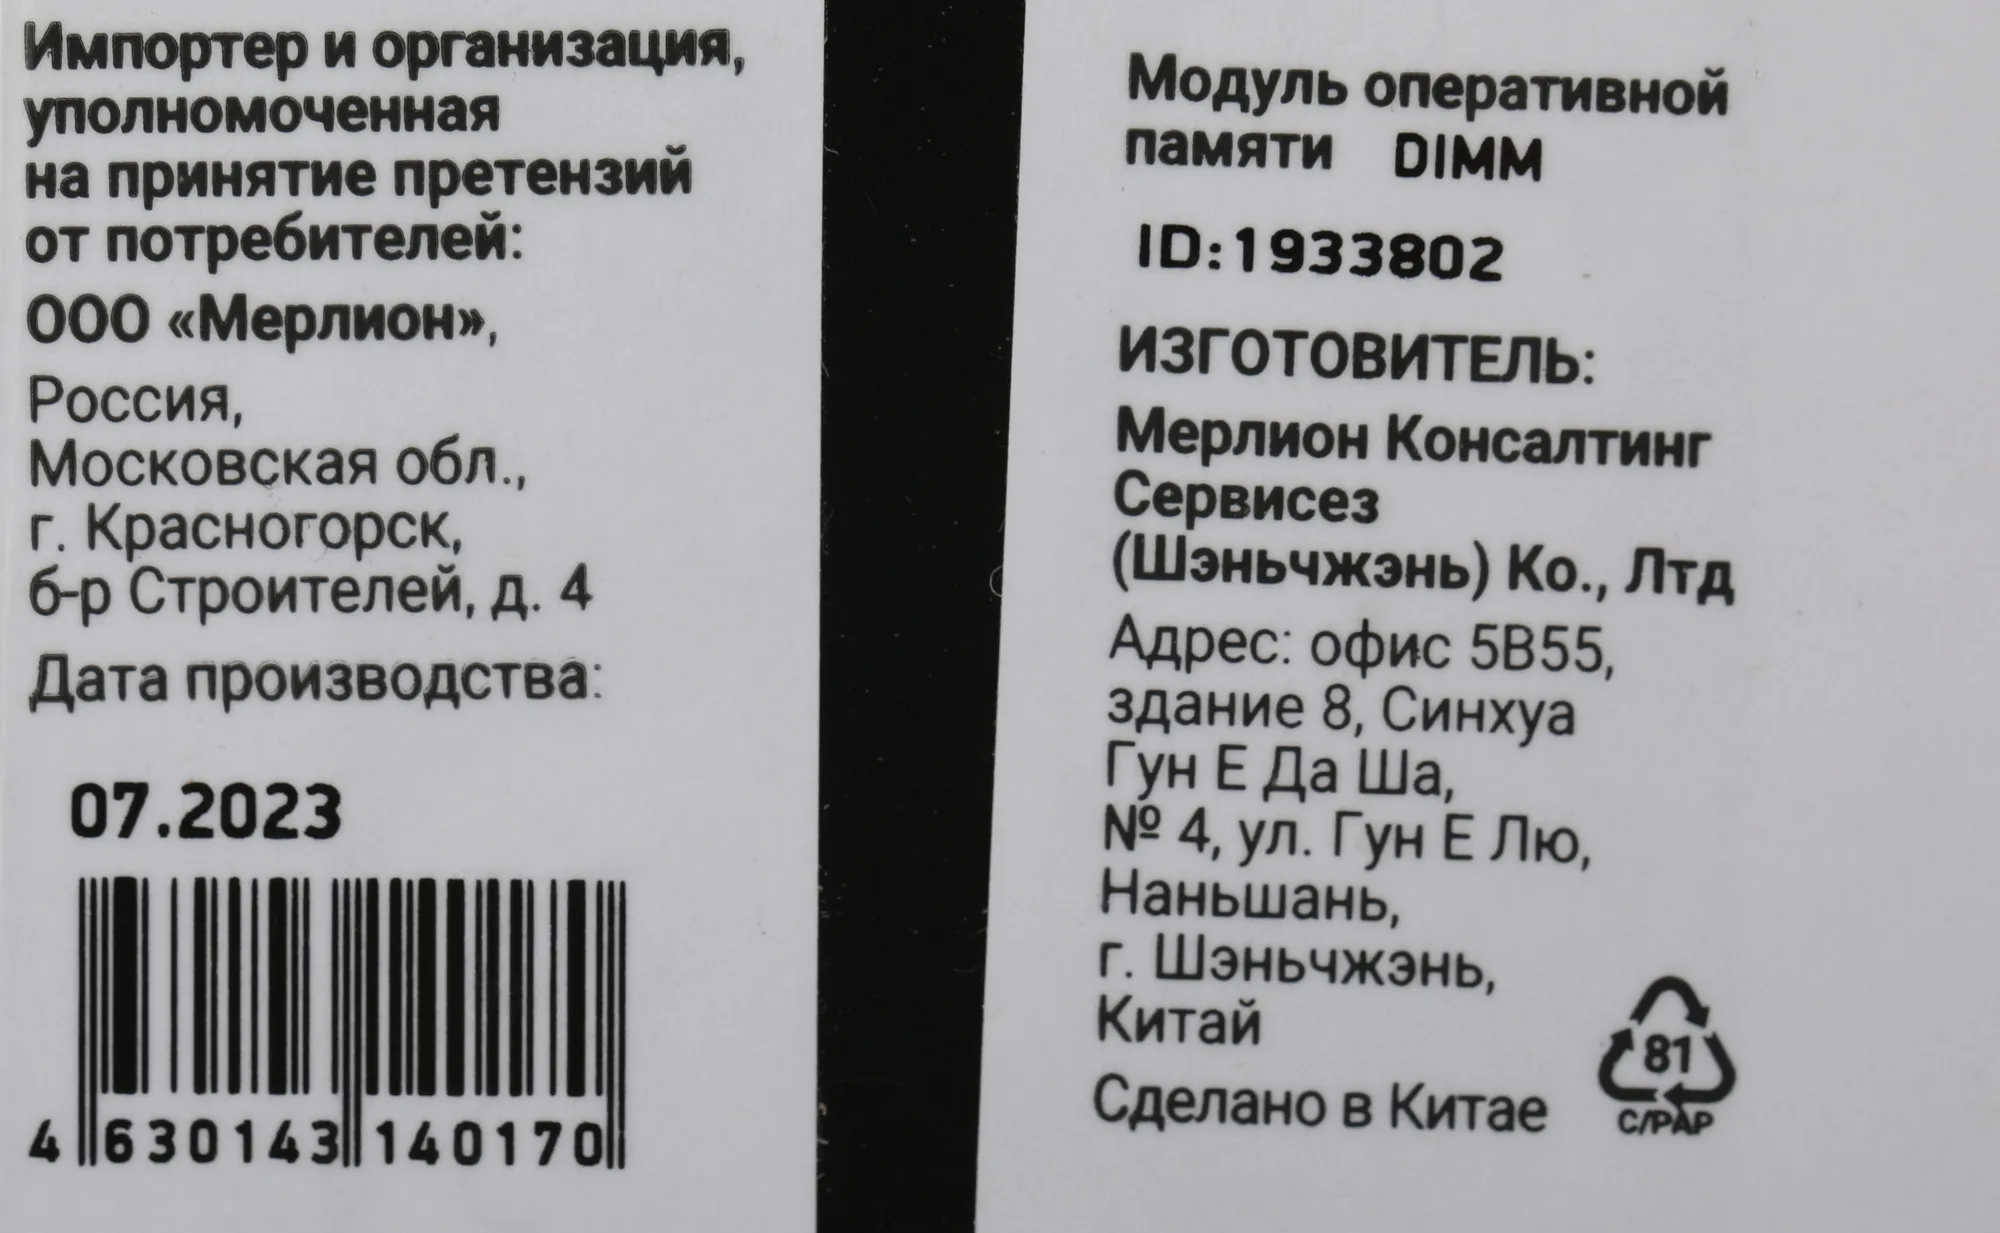 Импортер и организация,
уполномоченная
на принятие претензий
от потребителей:
ООО «Мерлион»,
Россия,
Московская обл.,
г. Красногорск,
б-р Строителей, д. 4
Дата производства:
07.2023
4 630143 140170
Модуль оперативной
памяти DIMM
ID:1933802
ИЗГОТОВИТЕЛЬ:
Мерлион Консалтинг
Сервисез
(Шэньчжэнь) Ко., Лтд
Адрес: офис 5В55,
здание 8, Синхуа
Гун Е Да Ша,
№ 4, ул. Гун Е Лю,
Наньшань,
г. Шэньчжэнь,
Китай
Сделано в Китае
81
C/PAP